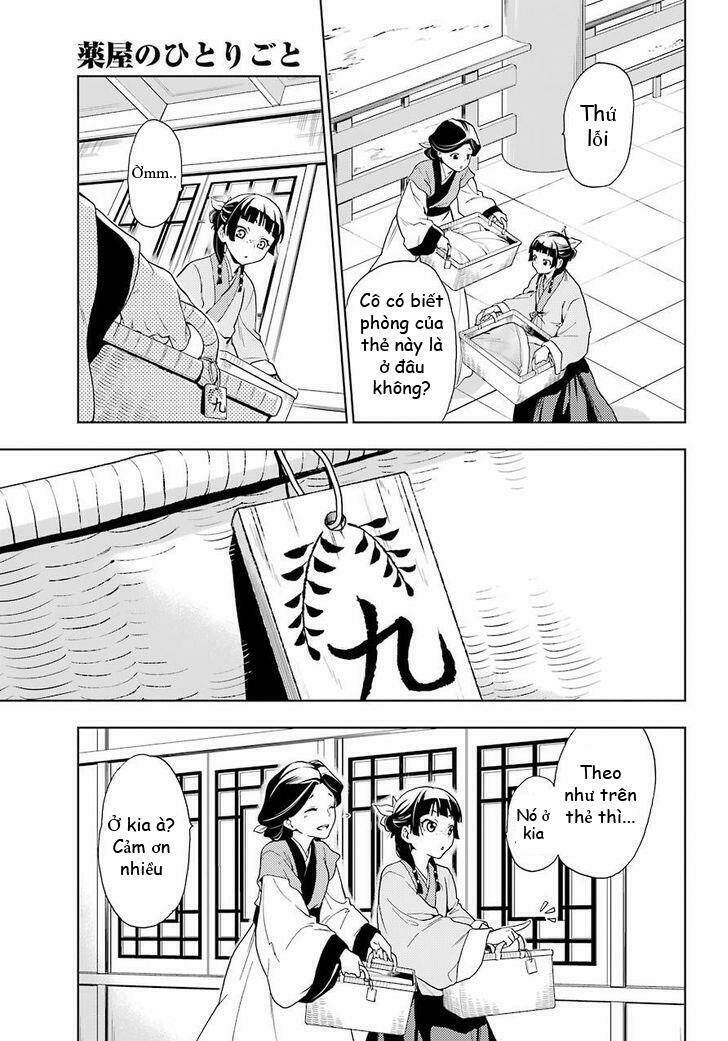 薬屋のひとりごと
Thứ
lỗi
Cô có biết
phòng của
thẻ này là
ở đâu
không?
Ờmm..
九
九
Theo
như trên
thẻ thì...
Nó ở
kia
Ở kia à?
Cảm ơn
nhiều